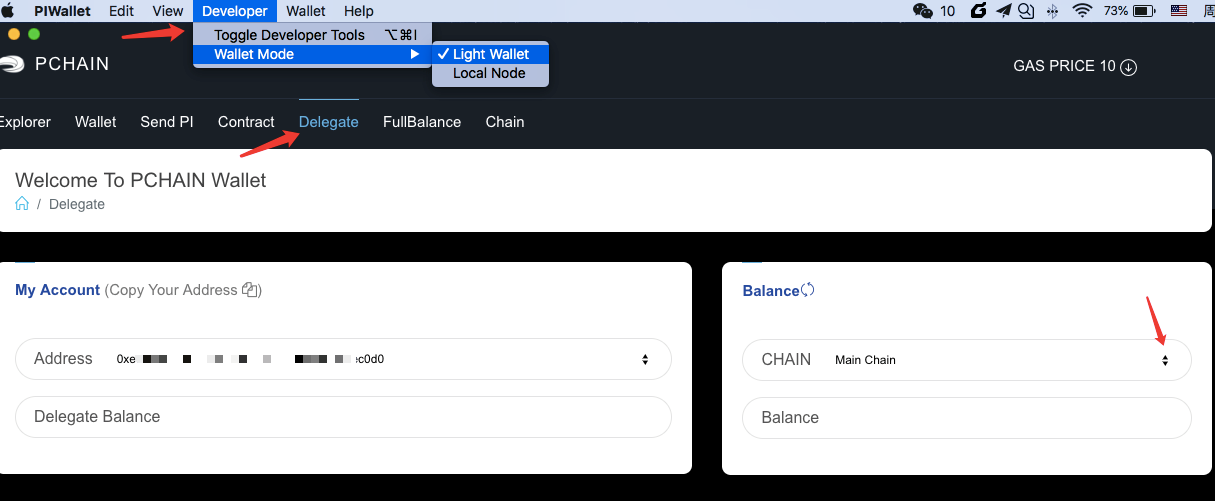 PIWallet Edit View Developer Wallet Help 10 73% 周
Toggle Developer Tools ⌥⌘I
Wallet Mode ▶ ✓ Light Wallet
Local Node
PCHAIN
GAS PRICE 10
Explorer Wallet Send PI Contract Delegate FullBalance Chain
Welcome To PCHAIN Wallet
/ Delegate
My Account (Copy Your Address )
Address 0xe ec0d0
Delegate Balance
Balance
CHAIN Main Chain
Balance